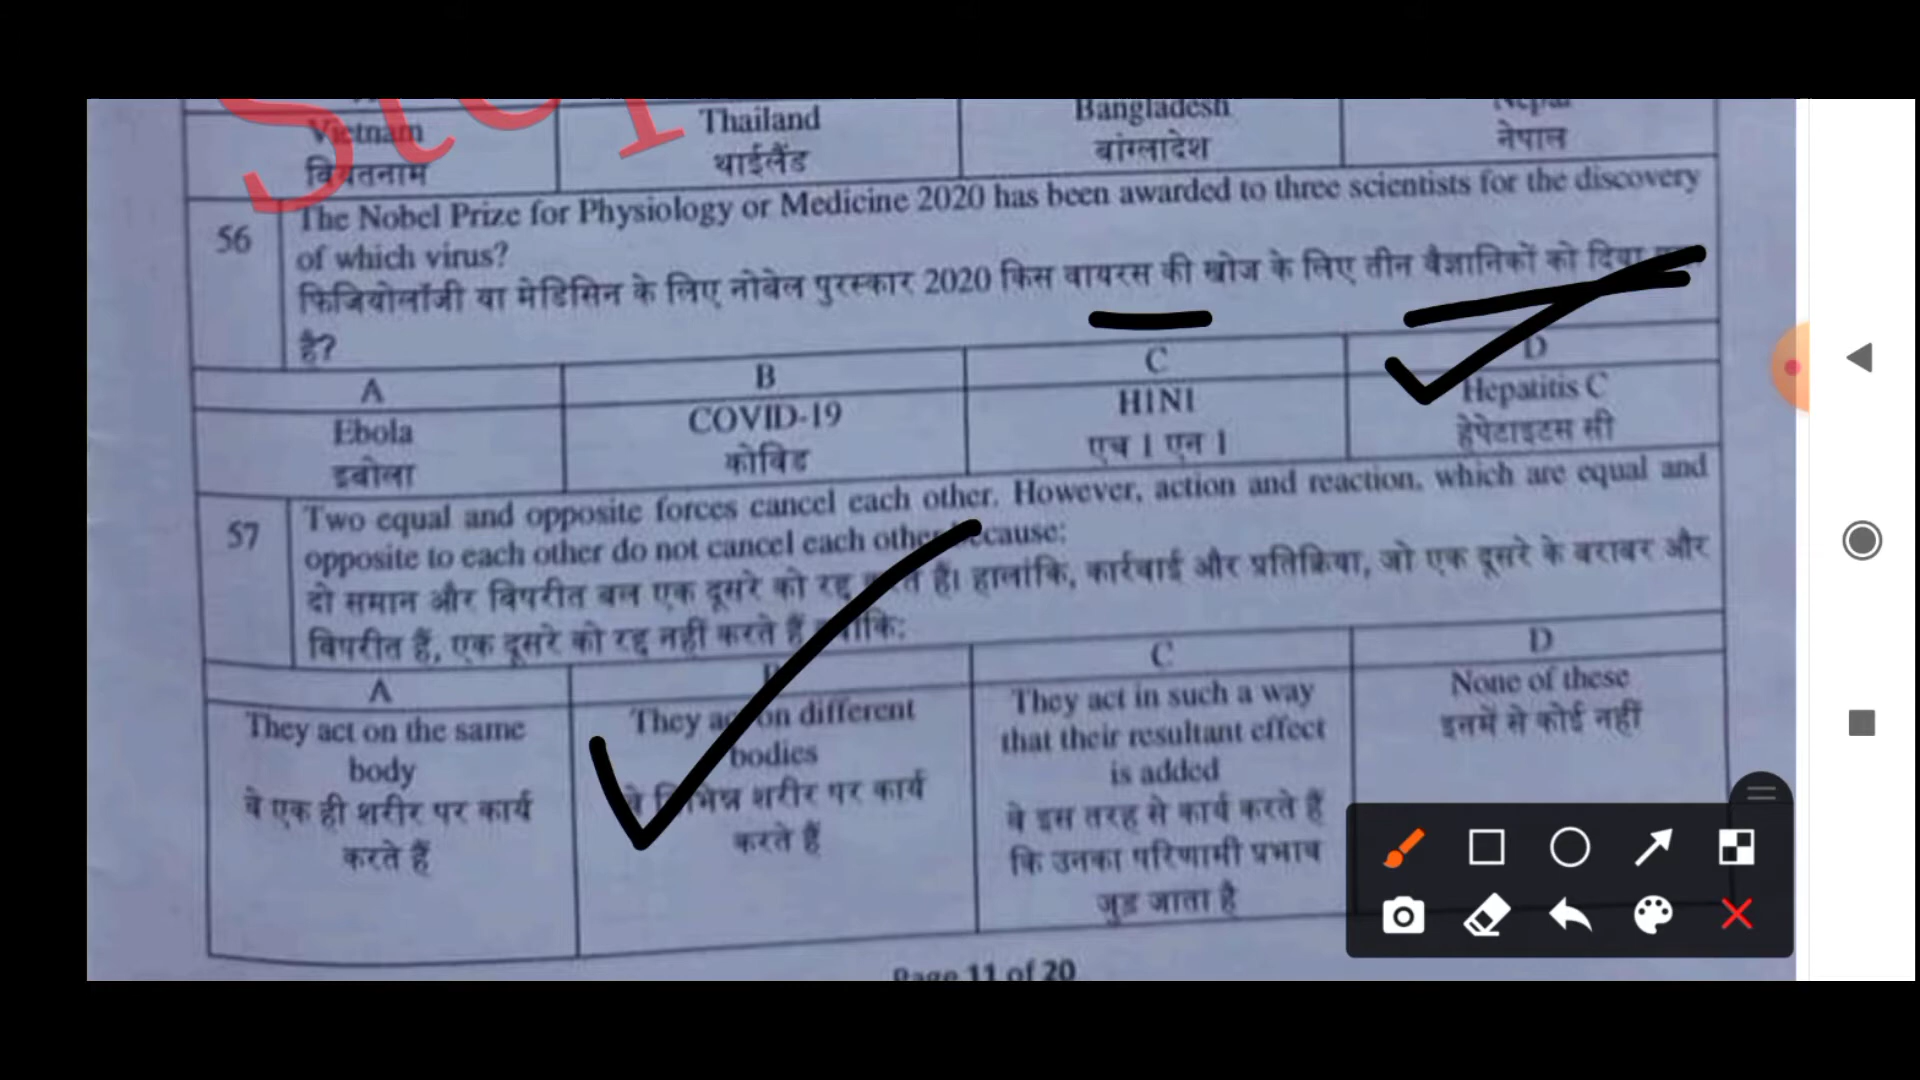 Vietnam
Thailand
Bangladesh
Nepal
वियतनाम
थाईलैंड
बांग्लादेश
नेपाल
56
The Nobel Prize for Physiology or Medicine 2020 has been awarded to three scientists for the discovery
of which virus?
फिजियोलॉजी या मेडिसिन के लिए नोबेल पुरस्कार 2020 किस वायरस की खोज के लिए तीन वैज्ञानिकों को दिया
है?
A
B
C
D
Ebola
COVID-19
H1N1
Hepatitis C
इबोला
कोविड
एच 1 एन 1
हेपेटाइटस सी
57
Two equal and opposite forces cancel each other. However, action and reaction, which are equal and
opposite to each other do not cancel each other because:
दो समान और विपरीत बल एक दूसरे को रद्द करते हैं। हालांकि, कार्रवाई और प्रतिक्रिया, जो एक दूसरे के बराबर और
विपरीत हैं, एक दूसरे को रद्द नहीं करते हैं क्योंकि:
A
C
D
They act on the same
body
वे एक ही शरीर पर कार्य
करते हैं
They act on different
bodies
वे विभिन्न शरीर पर कार्य
करते हैं
They act in such a way
that their resultant effect
is added
वे इस तरह से कार्य करते हैं
कि उनका परिणामी प्रभाव
जुड़ जाता है
None of these
इनमें से कोई नहीं
Page 11 of 20